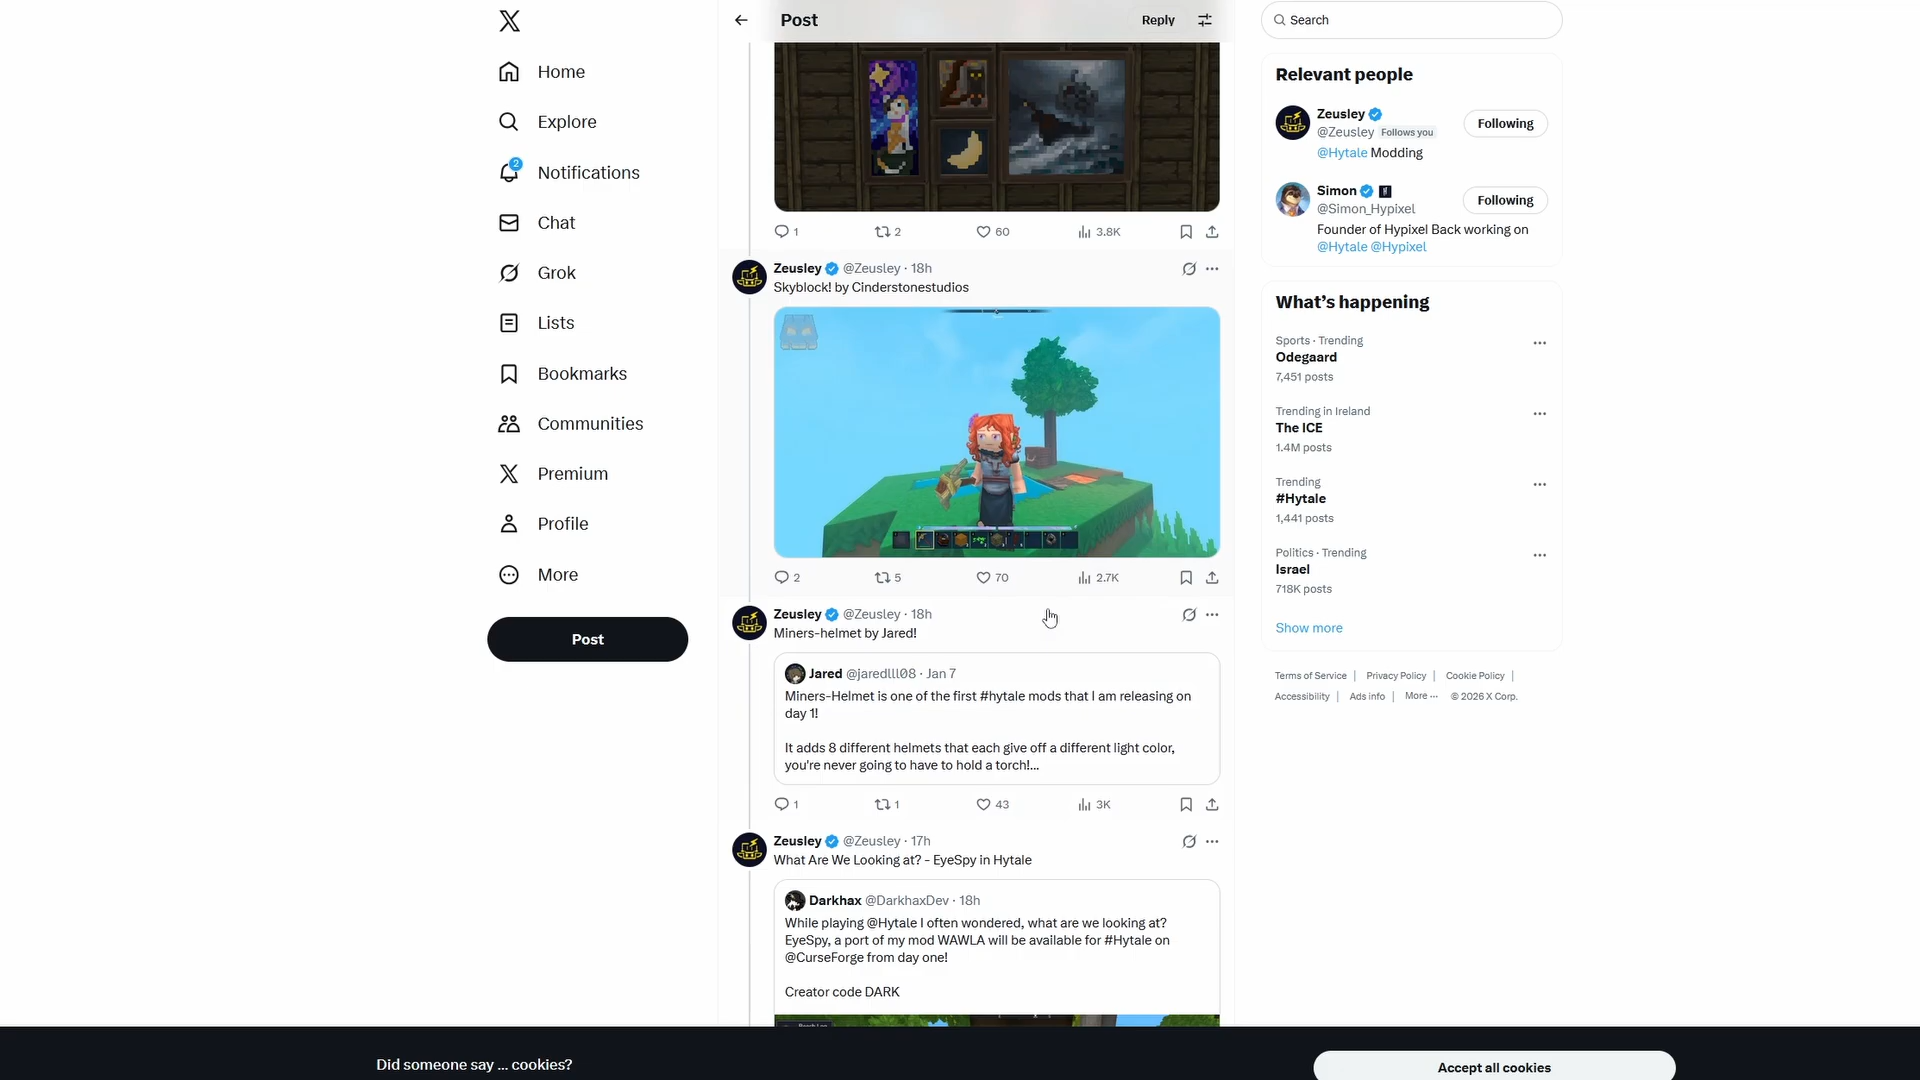 Post
Reply
Search
Home
Explore
2
Notifications
Chat
Grok
Lists
Bookmarks
Communities
Premium
Profile
More
Post
1
2
60
3.8K
Zeusley @Zeusley · 18h
Skyblock! by Cinderstonestudios
2
5
70
2.7K
Zeusley @Zeusley · 18h
Miners-helmet by Jared!
Jared @jaredlll08 · Jan 7
Miners-Helmet is one of the first #hytale mods that I am releasing on
day 1!
It adds 8 different helmets that each give off a different light color,
you're never going to have to hold a torch!...
1
1
43
3K
Zeusley @Zeusley · 17h
What Are We Looking at? - EyeSpy in Hytale
Darkhax @DarkhaxDev · 18h
While playing @Hytale I often wondered, what are we looking at?
EyeSpy, a port of my mod WAWLA will be available for #Hytale on
@CurseForge from day one!
Creator code DARK
Relevant people
Zeusley
Following
@Zeusley Follows you
@Hytale Modding
Simon
Following
@Simon_Hypixel
Founder of Hypixel Back working on
@Hytale @Hypixel
What's happening
Sports · Trending
Odegaard
7,451 posts
Trending in Ireland
The ICE
1.4M posts
Trending
#Hytale
1,441 posts
Politics · Trending
Israel
718K posts
Show more
Terms of Service | Privacy Policy | Cookie Policy |
Accessibility | Ads info | More ··· © 2026 X Corp.
Did someone say … cookies?
Accept all cookies